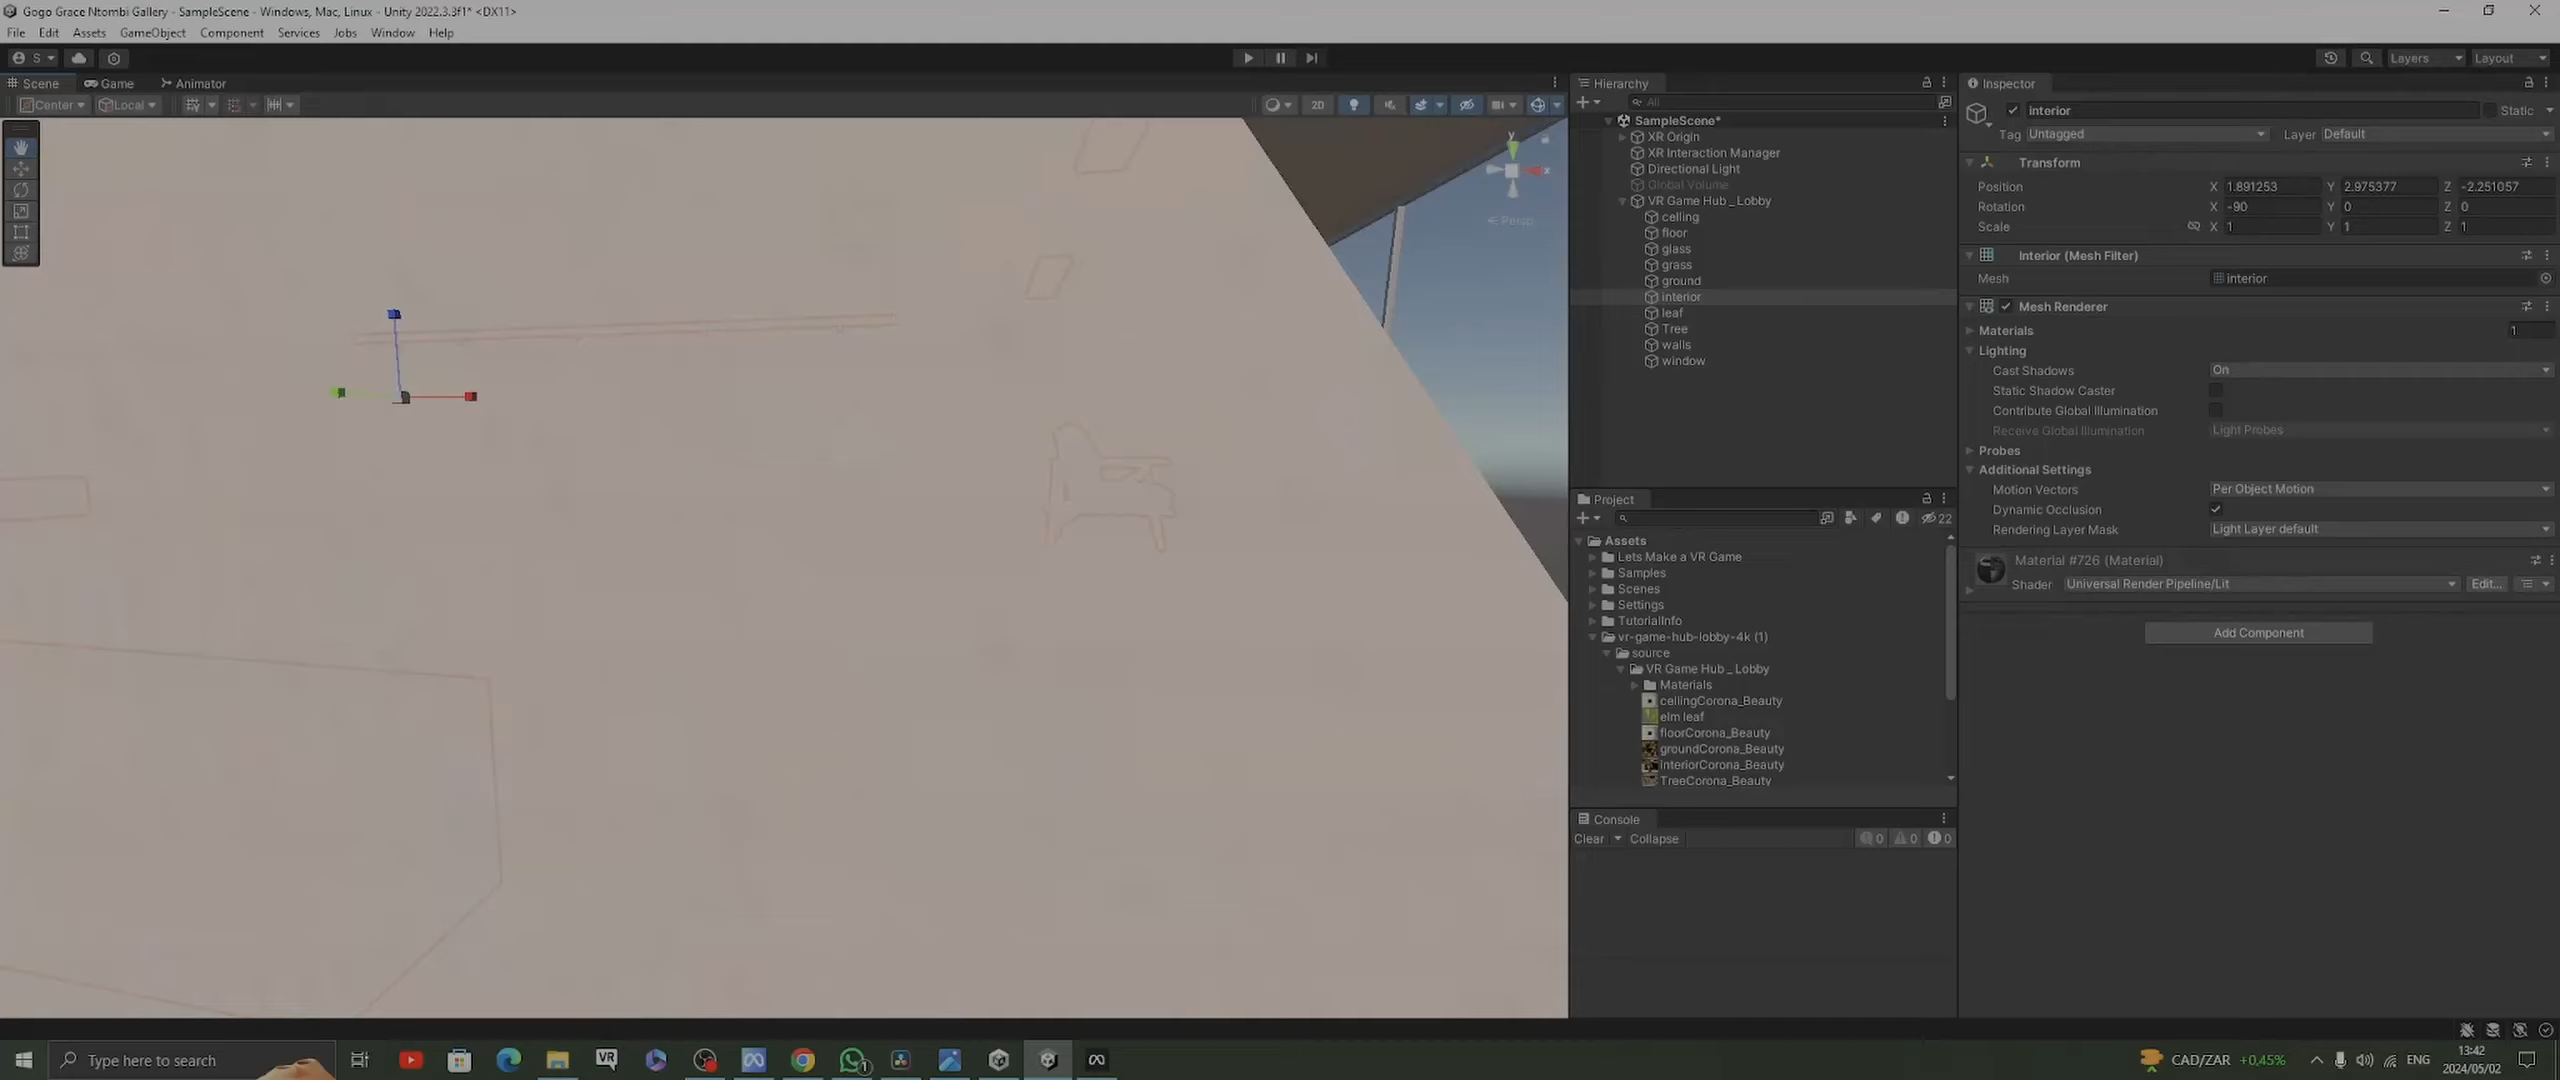 Gogo Grace Ntombi Gallery - SampleScene - Windows, Mac, Linux - Unity 2022.3.3f1* <DX11>
File Edit Assets GameObject Component Services Jobs Window Help
S Layers Layout
Scene Game Animator
Center Local 2D
y
x
Persp
Hierarchy
All
SampleScene*
XR Origin
XR Interaction Manager
Directional Light
Global Volume
VR Game Hub _ Lobby
celling
floor
glass
grass
ground
interior
leaf
Tree
walls
window
Project
22
Assets
Lets Make a VR Game
Samples
Scenes
Settings
TutorialInfo
vr-game-hub-lobby-4k (1)
source
VR Game Hub _ Lobby
Materials
cellingCorona_Beauty
elm leaf
floorCorona_Beauty
groundCorona_Beauty
interiorCorona_Beauty
TreeCorona_Beauty
Console
Clear Collapse 0 0 0
Inspector
interior Static
Tag Untagged Layer Default
Transform
Position X 1.891253 Y 2.975377 Z -2.251057
Rotation X -90 Y 0 Z 0
Scale X 1 Y 1 Z 1
Interior (Mesh Filter)
Mesh interior
Mesh Renderer
Materials 1
Lighting
Cast Shadows On
Static Shadow Caster
Contribute Global Illumination
Receive Global Illumination Light Probes
Probes
Additional Settings
Motion Vectors Per Object Motion
Dynamic Occlusion
Rendering Layer Mask Light Layer default
Material #726 (Material)
Shader Universal Render Pipeline/Lit Edit...
Add Component
Type here to search VR 1 CAD/ZAR +0,45% ENG 13:42
2024/05/02